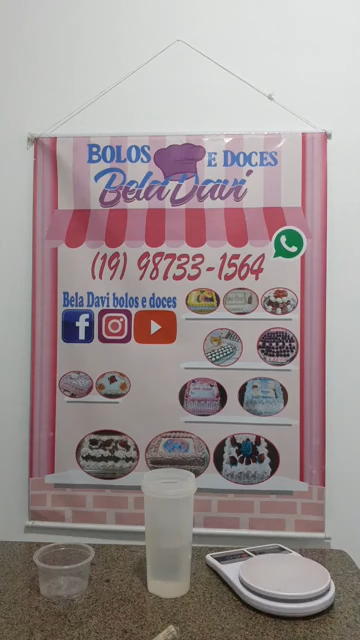 BOLOS E DOCES
Bela Davi
(19) 98733-1564
Bela Davi bolos e doces